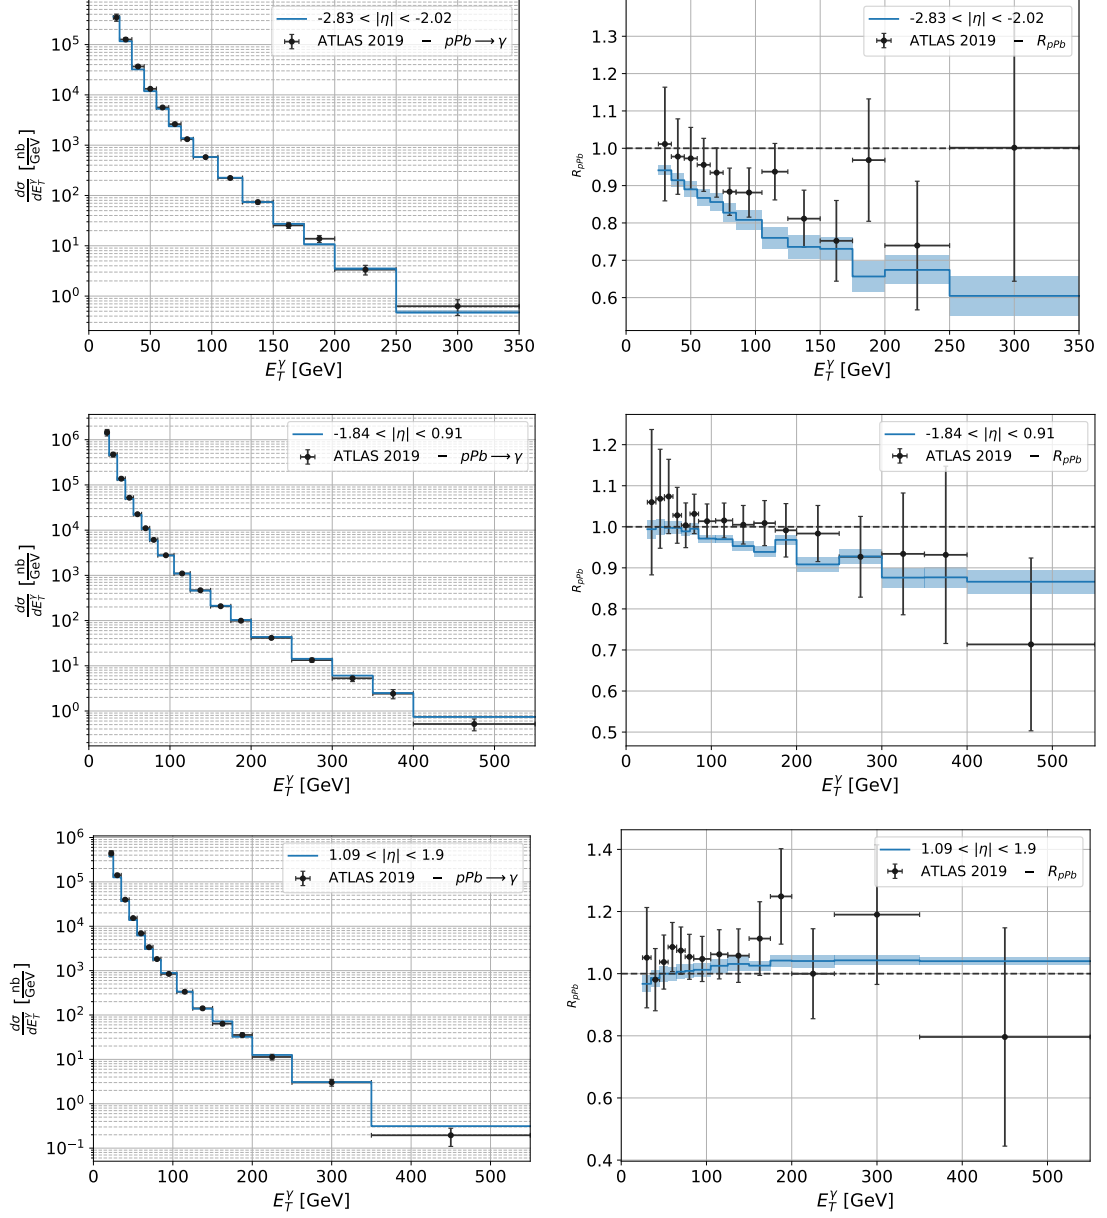 -2.83 < |η| < -2.02
ATLAS 2019 − pPb ⟶ γ
10^5
10^4
10^3
10^2
10^1
10^0
dσ/dE_T^γ [nb/GeV]
0 50 100 150 200 250 300 350
E_T^γ [GeV]
-2.83 < |η| < -2.02
ATLAS 2019 − R_pPb
1.3
1.2
1.1
1.0
0.9
0.8
0.7
0.6
R_pPb
0 50 100 150 200 250 300 350
E_T^γ [GeV]
-1.84 < |η| < 0.91
ATLAS 2019 − pPb ⟶ γ
10^6
10^5
10^4
10^3
10^2
10^1
10^0
dσ/dE_T^γ [nb/GeV]
0 100 200 300 400 500
E_T^γ [GeV]
-1.84 < |η| < 0.91
ATLAS 2019 − R_pPb
1.2
1.1
1.0
0.9
0.8
0.7
0.6
0.5
R_pPb
0 100 200 300 400 500
E_T^γ [GeV]
1.09 < |η| < 1.9
ATLAS 2019 − pPb ⟶ γ
10^6
10^5
10^4
10^3
10^2
10^1
10^0
10^−1
dσ/dE_T^γ [nb/GeV]
0 100 200 300 400 500
E_T^γ [GeV]
1.09 < |η| < 1.9
ATLAS 2019 − R_pPb
1.4
1.2
1.0
0.8
0.6
0.4
R_pPb
0 100 200 300 400 500
E_T^γ [GeV]